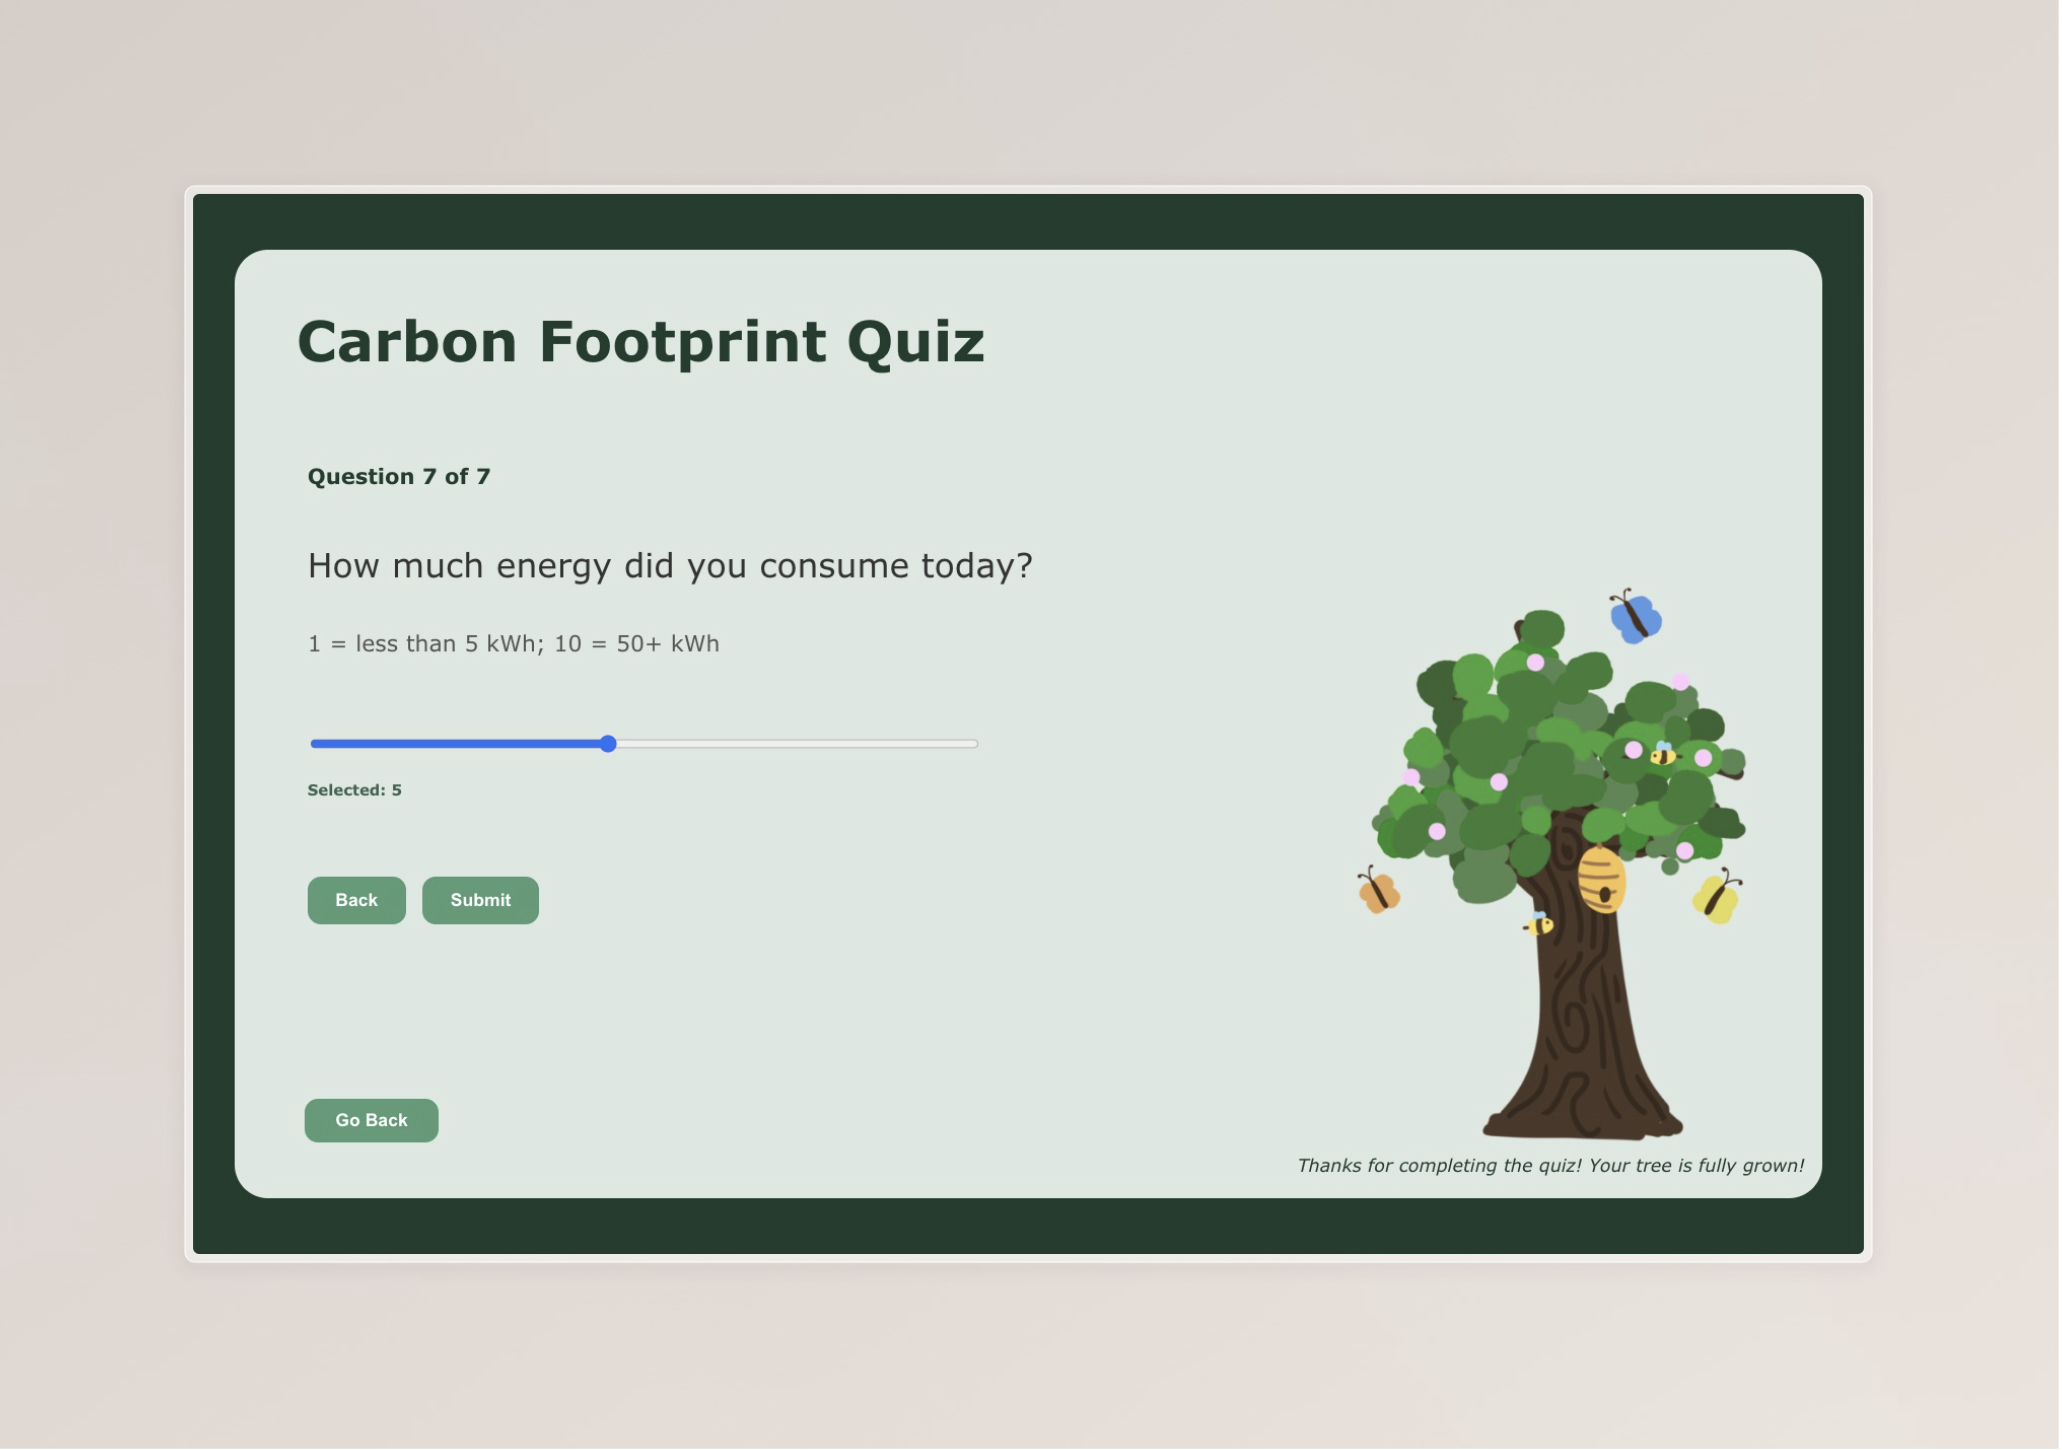 Carbon Footprint Quiz
Question 7 of 7
How much energy did you consume today?
1 = less than 5 kWh; 10 = 50+ kWh
Selected: 5
Back Submit
Go Back
Thanks for completing the quiz! Your tree is fully grown!